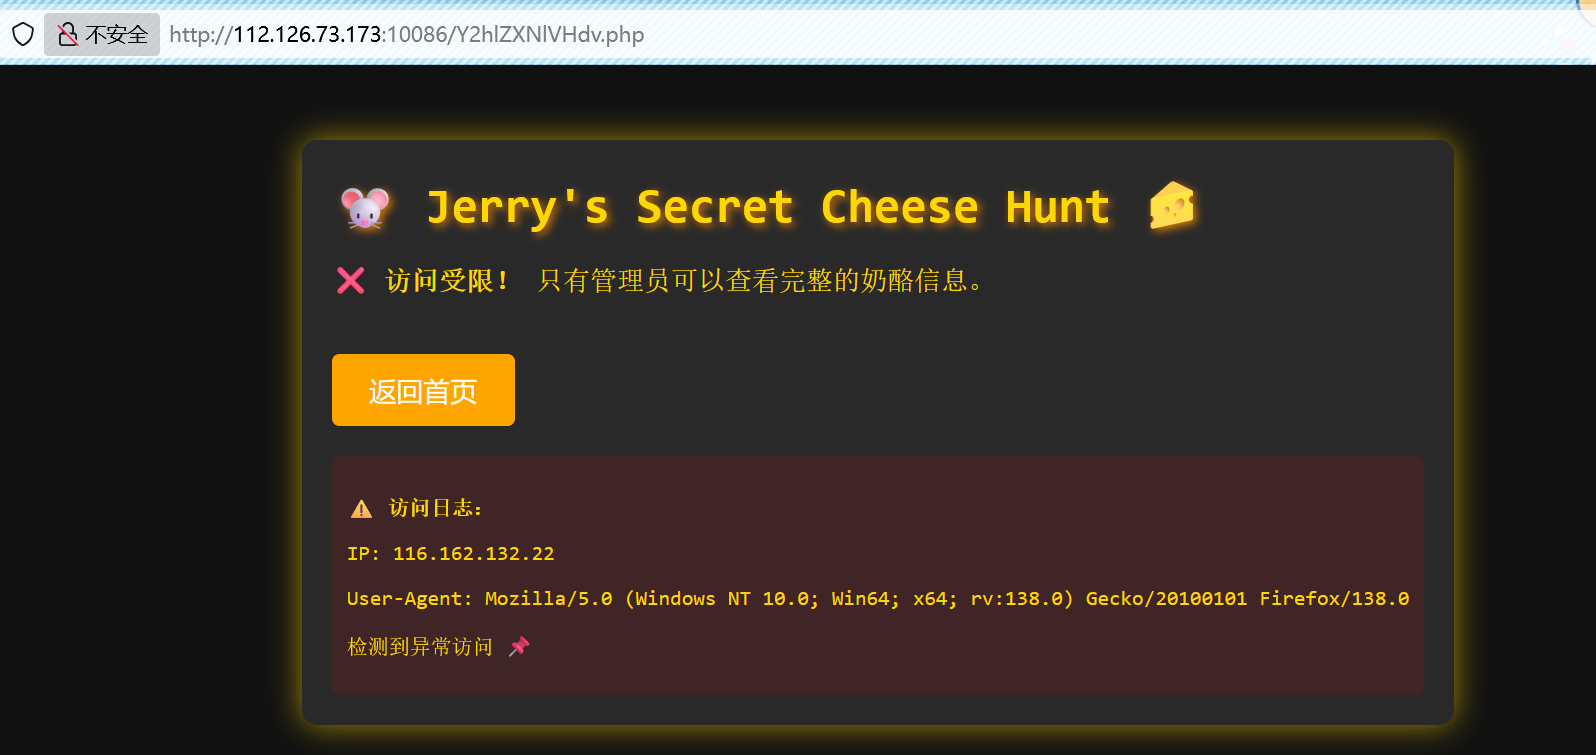 不安全 http://112.126.73.173:10086/Y2hlZXNlVHdv.php
Jerry's Secret Cheese Hunt
访问受限！ 只有管理员可以查看完整的奶酪信息。
返回首页
访问日志：
IP: 116.162.132.22
User-Agent: Mozilla/5.0 (Windows NT 10.0; Win64; x64; rv:138.0) Gecko/20100101 Firefox/138.0
检测到异常访问